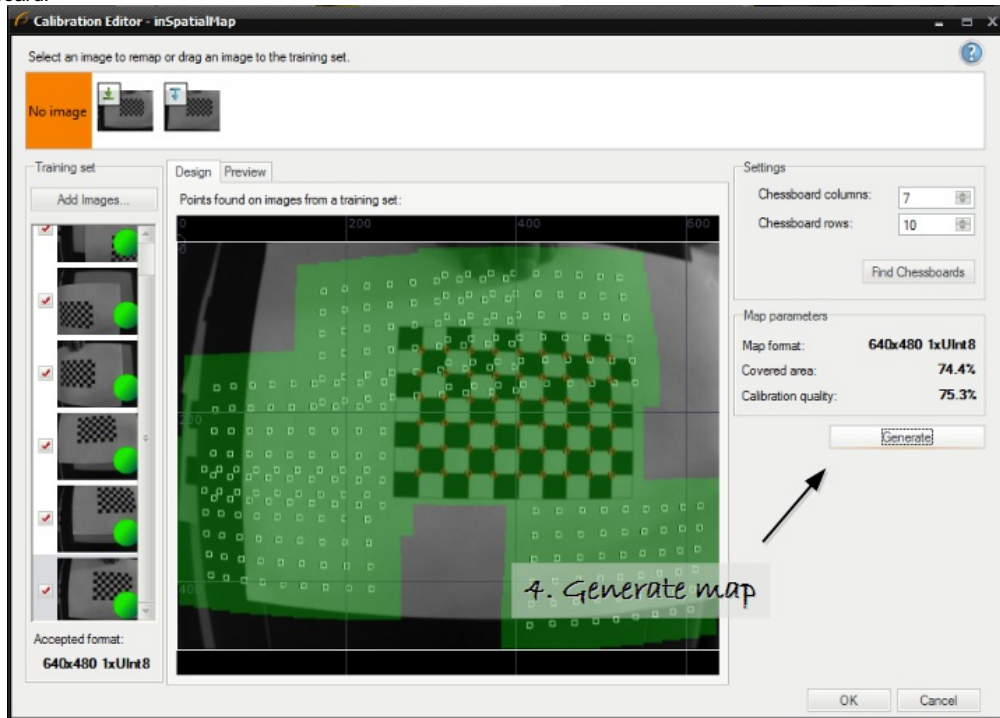 Calibration Editor - inSpatialMap
Select an image to remap or drag an image to the training set.
No image
Training set
Add Images...
Accepted format:
640x480 1xUInt8
Design Preview
Points found on images from a training set:
0 200 400 600
200
400
4. Generate map
Settings
Chessboard columns: 7
Chessboard rows: 10
Find Chessboards
Map parameters
Map format: 640x480 1xUInt8
Covered area: 74.4%
Calibration quality: 75.3%
Generate
OK Cancel